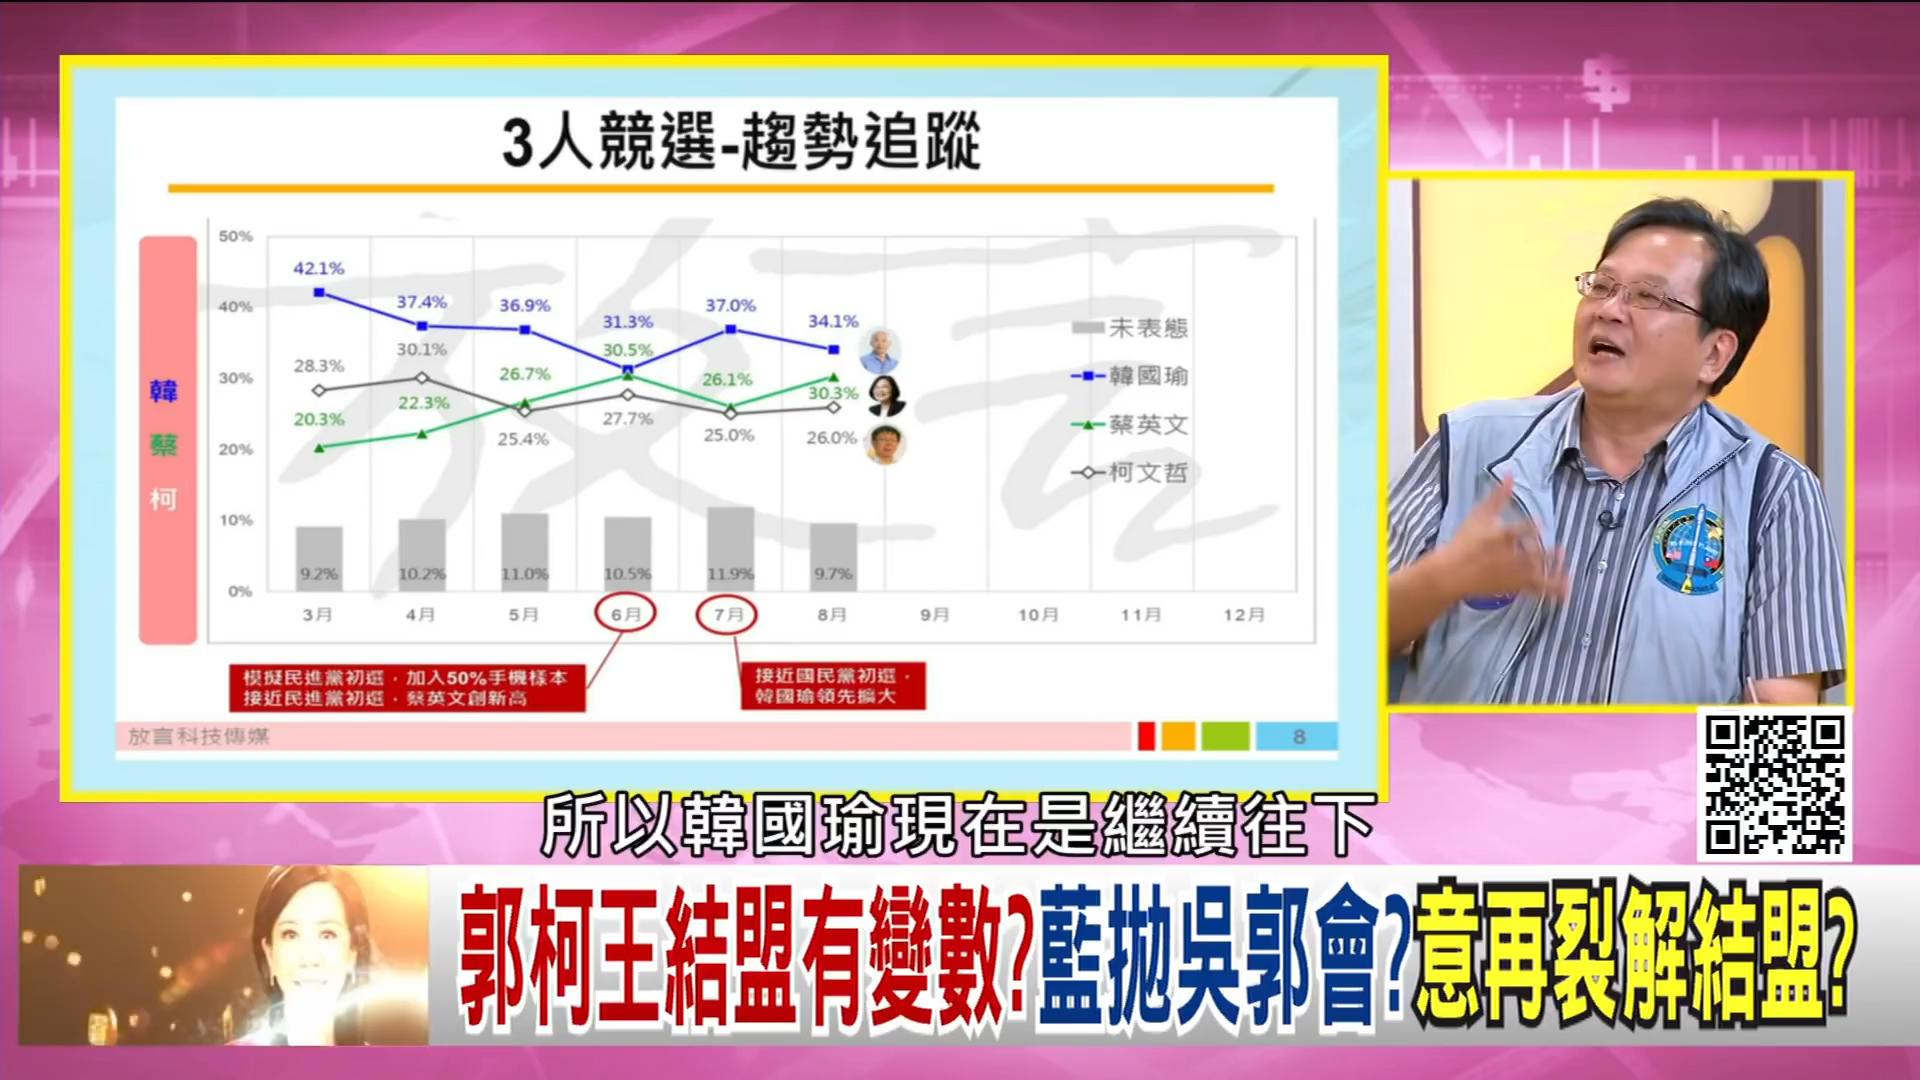 3人競選-趨勢追蹤
韓
蔡
柯
50%
40%
30%
20%
10%
0%
42.1%
37.4%
36.9%
31.3%
37.0%
34.1%
28.3%
30.1%
25.4%
27.7%
25.0%
26.0%
20.3%
22.3%
26.7%
30.5%
26.1%
30.3%
9.2%
10.2%
11.0%
10.5%
11.9%
9.7%
3月
4月
5月
6月
7月
8月
9月
10月
11月
12月
未表態
韓國瑜
蔡英文
柯文哲
模擬民進黨初選,加入50%手機樣本
接近民進黨初選,蔡英文創新高
接近國民黨初選,
韓國瑜領先擴大
放言科技傳媒
8
所以韓國瑜現在是繼續往下
郭柯王結盟有變數?藍拋吳郭會?意再裂解結盟?